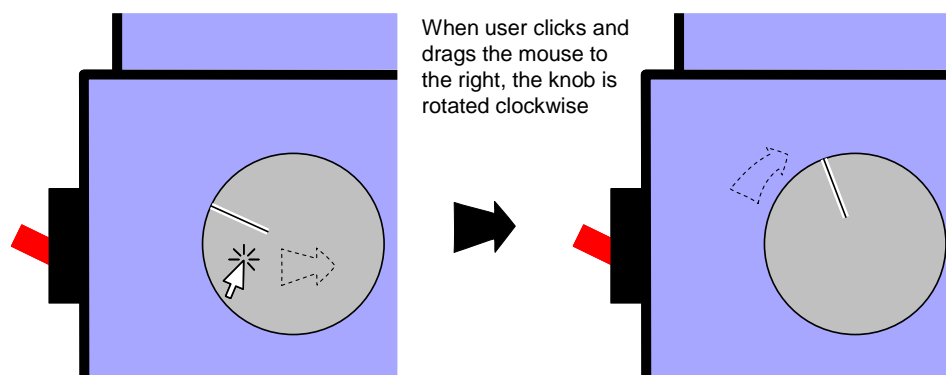 When user clicks and
drags the mouse to
the right, the knob is
rotated clockwise